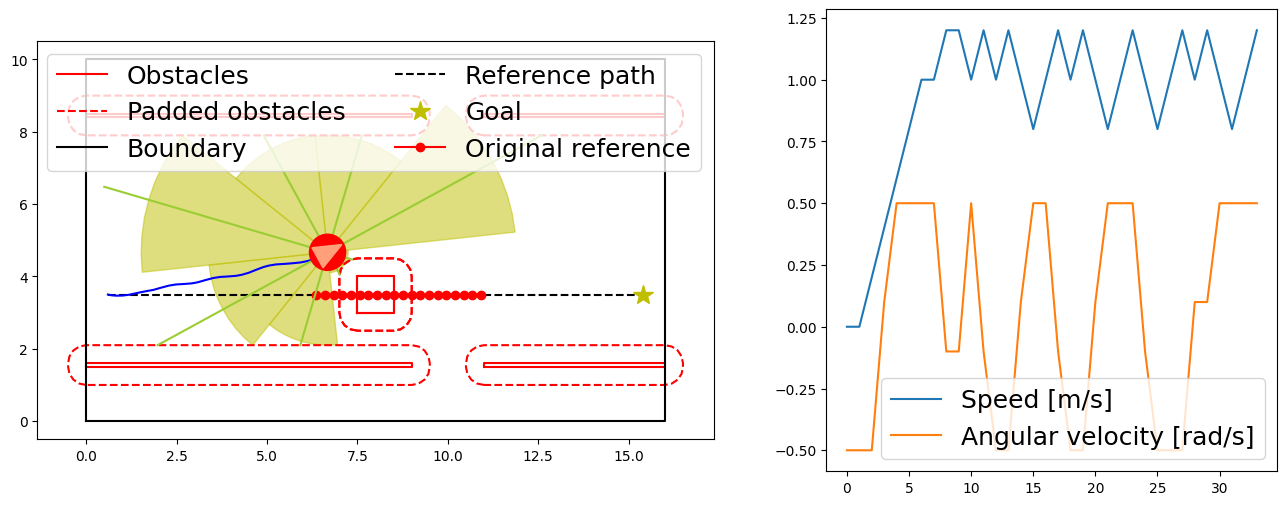 Obstacles
Padded obstacles
Boundary
Reference path
Goal
Original reference
10
8
6
4
2
0
0.0 2.5 5.0 7.5 10.0 12.5 15.0
1.25
1.00
0.75
0.50
0.25
0.00
−0.25
−0.50
Speed [m/s]
Angular velocity [rad/s]
0 5 10 15 20 25 30